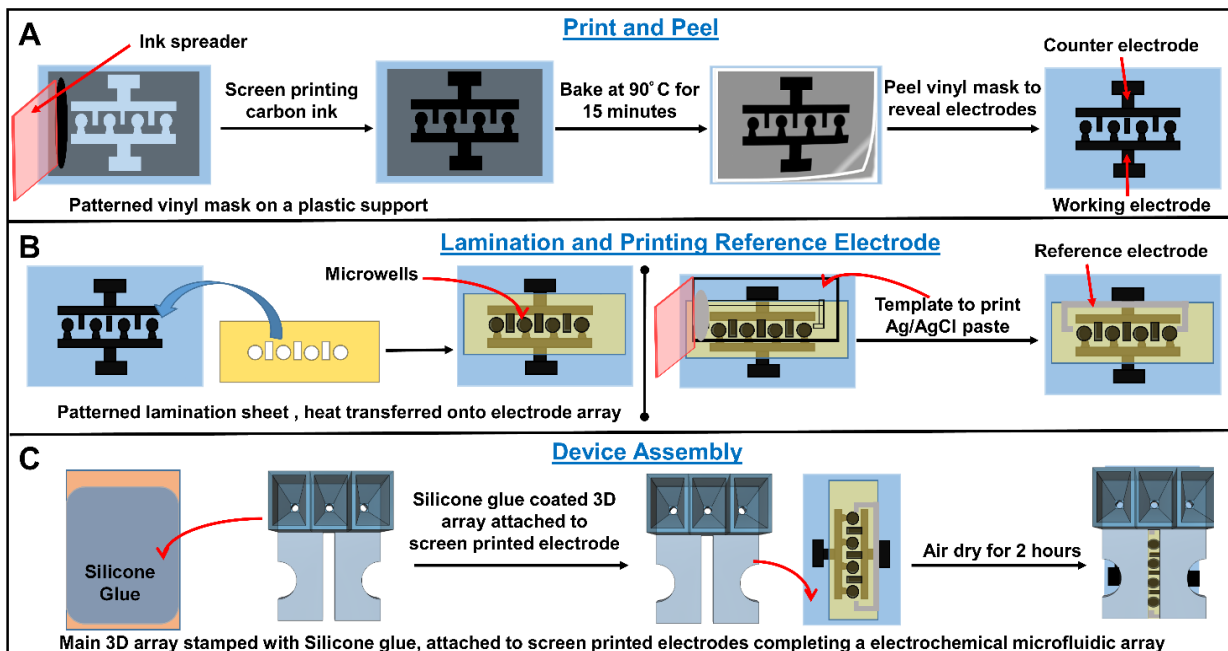 A
Print and Peel
Ink spreader
Counter electrode
Screen printing
carbon ink
Bake at 90°C for
15 minutes
Peel vinyl mask to
reveal electrodes
Patterned vinyl mask on a plastic support
Working electrode
B
Lamination and Printing Reference Electrode
Microwells
Reference electrode
Template to print
Ag/AgCl paste
Patterned lamination sheet , heat transferred onto electrode array
C
Device Assembly
Silicone
Glue
Silicone glue coated 3D
array attached to
screen printed electrode
Air dry for 2 hours
Main 3D array stamped with Silicone glue, attached to screen printed electrodes completing a electrochemical microfluidic array